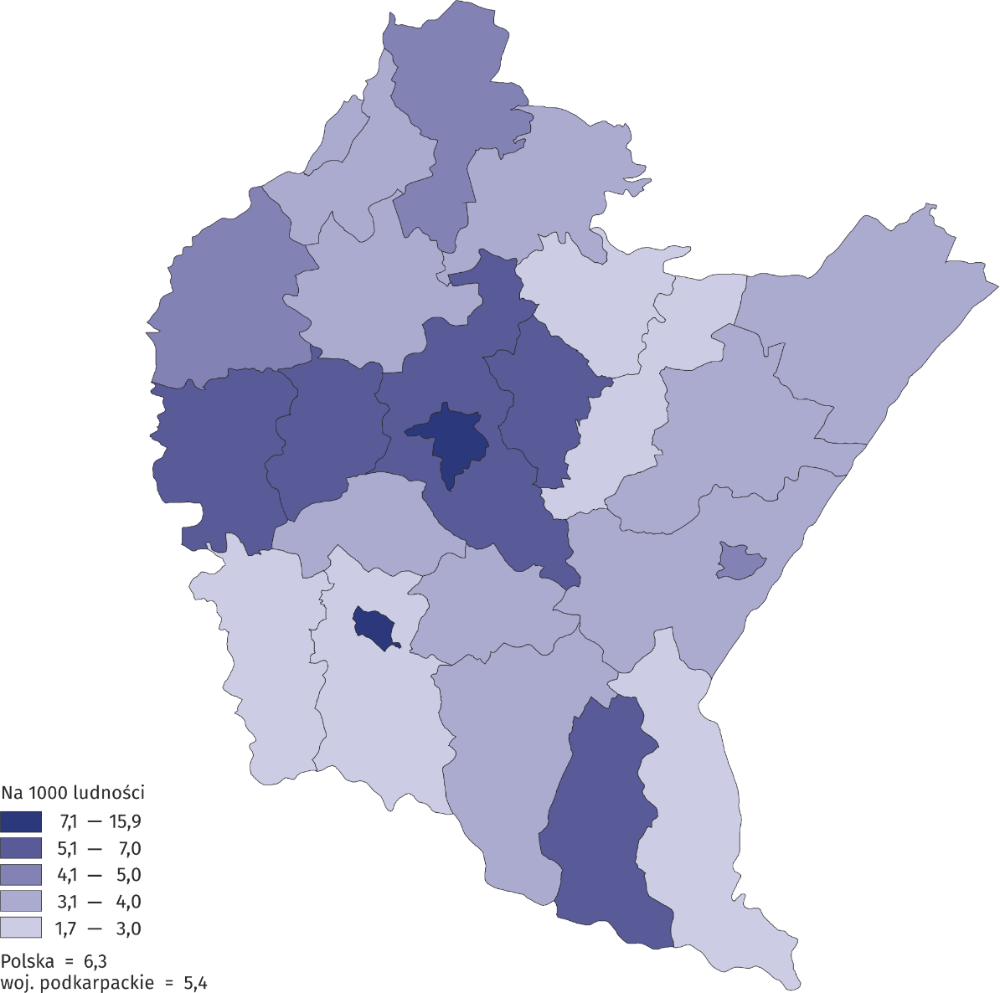 Na 1000 ludności
7,1 — 15,9
5,1 — 7,0
4,1 — 5,0
3,1 — 4,0
1,7 — 3,0
Polska = 6,3
woj. podkarpackie = 5,4